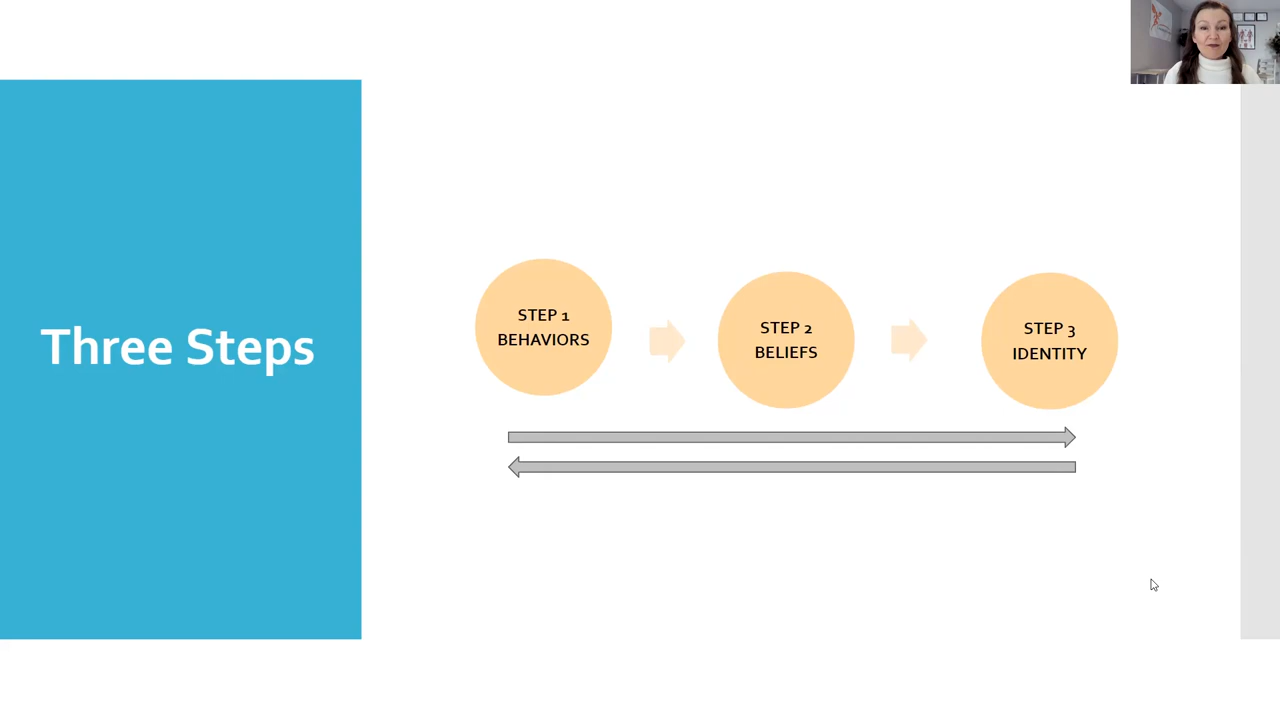 Three Steps
STEP 1
BEHAVIORS
STEP 2
BELIEFS
STEP 3
IDENTITY